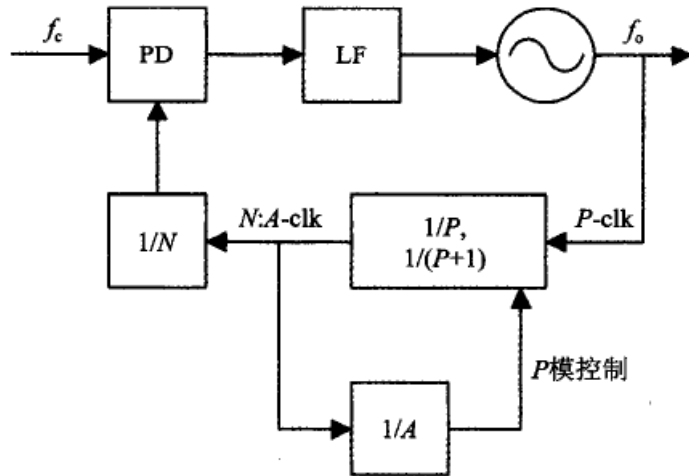 fc
PD
LF
fo
1/N
N:A-clk
1/P,
1/(P+1)
P-clk
P模控制
1/A